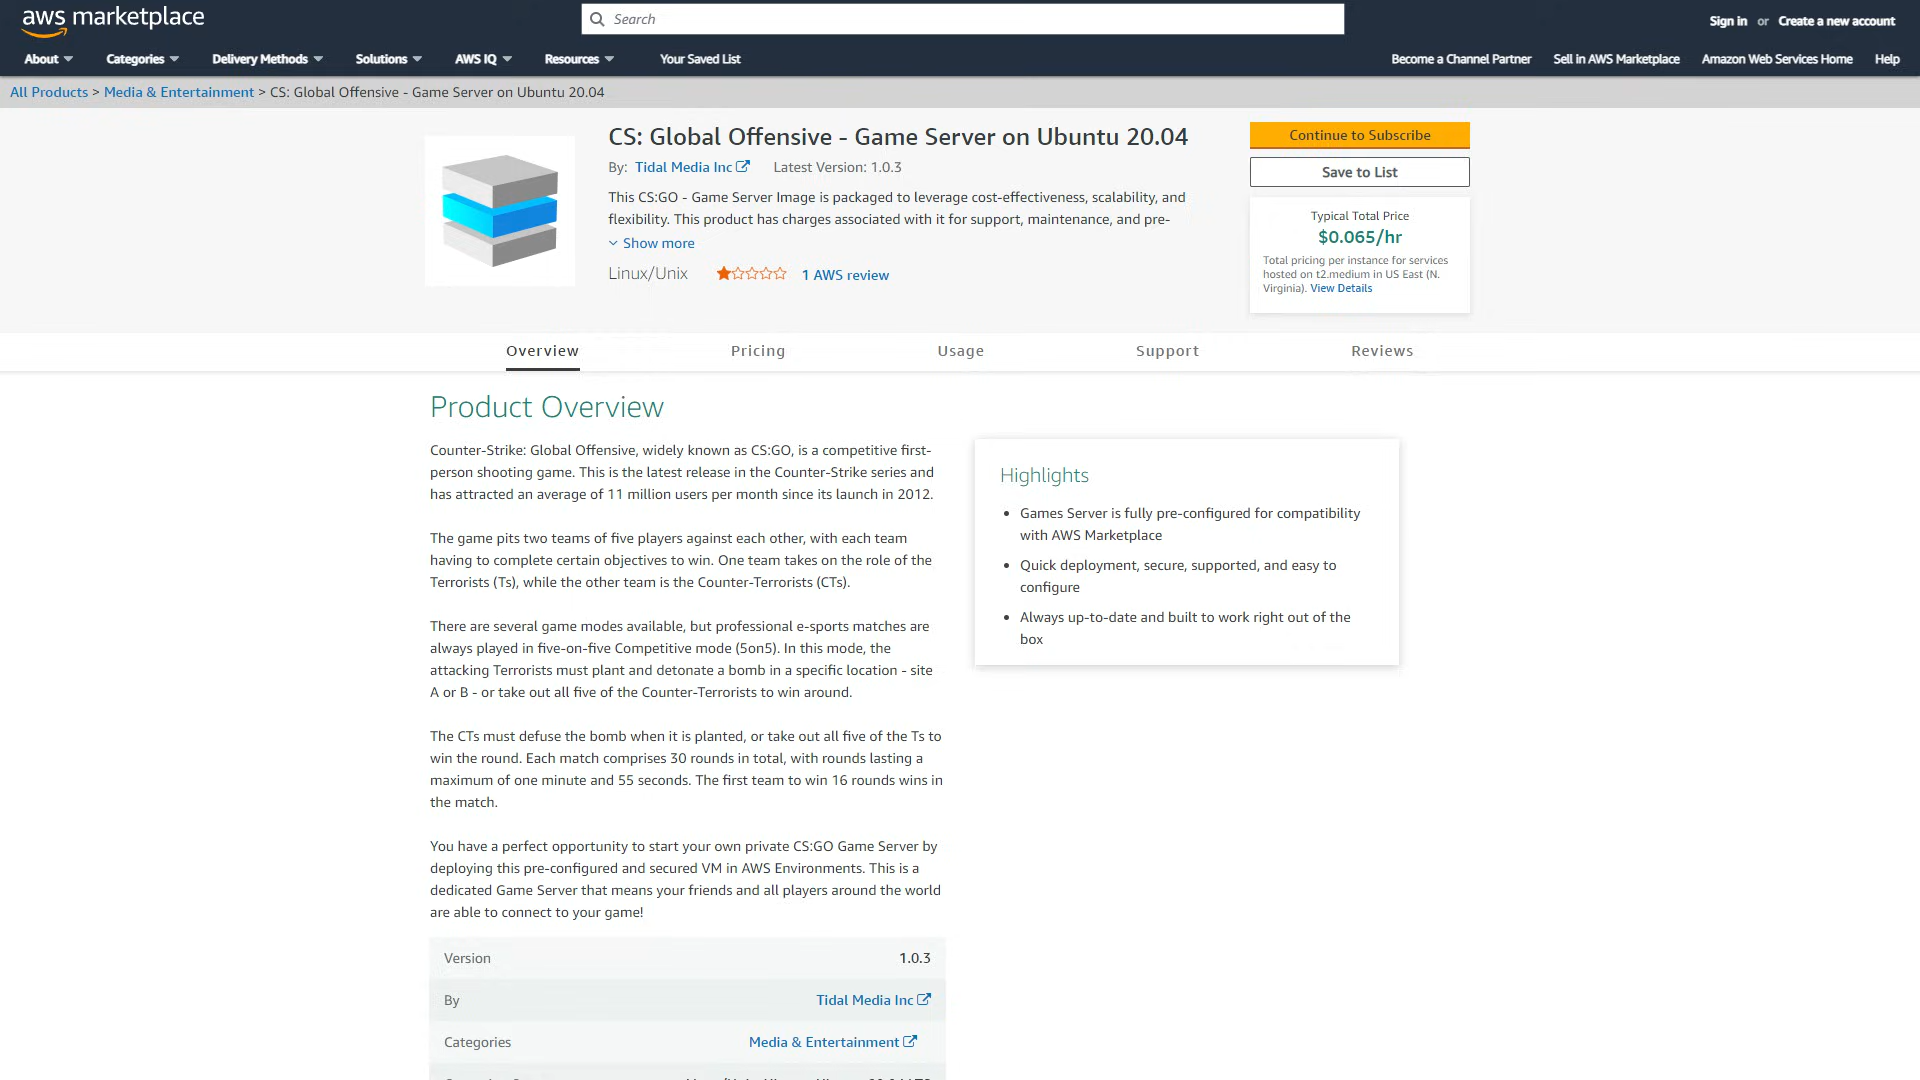 aws marketplace
Search
Sign in or Create a new account
About Categories Delivery Methods Solutions AWS IQ Resources Your Saved List
Become a Channel Partner Sell in AWS Marketplace Amazon Web Services Home Help
All Products > Media & Entertainment > CS: Global Offensive - Game Server on Ubuntu 20.04
CS: Global Offensive - Game Server on Ubuntu 20.04
By: Tidal Media Inc Latest Version: 1.0.3
This CS:GO - Game Server Image is packaged to leverage cost-effectiveness, scalability, and
flexibility. This product has charges associated with it for support, maintenance, and pre-
Show more
Linux/Unix 1 AWS review
Continue to Subscribe
Save to List
Typical Total Price
$0.065/hr
Total pricing per instance for services
hosted on t2.medium in US East (N.
Virginia). View Details
Overview Pricing Usage Support Reviews
Product Overview
Counter-Strike: Global Offensive, widely known as CS:GO, is a competitive first-
person shooting game. This is the latest release in the Counter-Strike series and
has attracted an average of 11 million users per month since its launch in 2012.
The game pits two teams of five players against each other, with each team
having to complete certain objectives to win. One team takes on the role of the
Terrorists (Ts), while the other team is the Counter-Terrorists (CTs).
There are several game modes available, but professional e-sports matches are
always played in five-on-five Competitive mode (5on5). In this mode, the
attacking Terrorists must plant and detonate a bomb in a specific location - site
A or B - or take out all five of the Counter-Terrorists to win around.
The CTs must defuse the bomb when it is planted, or take out all five of the Ts to
win the round. Each match comprises 30 rounds in total, with rounds lasting a
maximum of one minute and 55 seconds. The first team to win 16 rounds wins in
the match.
You have a perfect opportunity to start your own private CS:GO Game Server by
deploying this pre-configured and secured VM in AWS Environments. This is a
dedicated Game Server that means your friends and all players around the world
are able to connect to your game!
Highlights
• Games Server is fully pre-configured for compatibility
with AWS Marketplace
• Quick deployment, secure, supported, and easy to
configure
• Always up-to-date and built to work right out of the
box
Version 1.0.3
By Tidal Media Inc
Categories Media & Entertainment